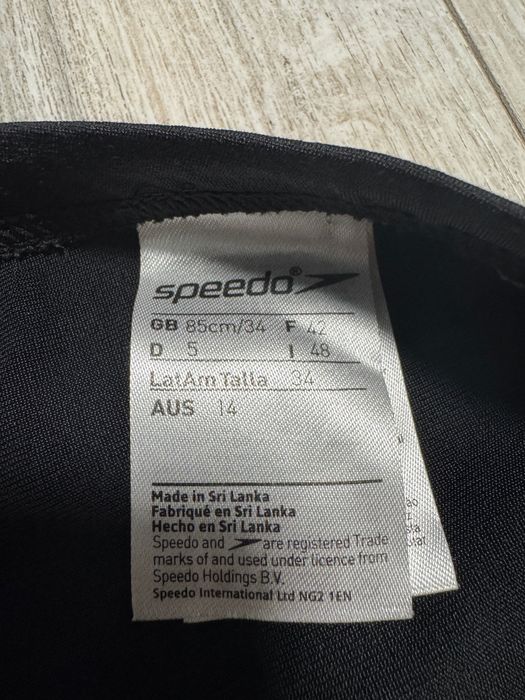 speedo®
GB 85cm/34 F 42
D 5 I 48
LatAm Talla 34
AUS 14
Made in Sri Lanka
Fabriqué en Sri Lanka
Hecho en Sri Lanka
Speedo and are registered Trade
marks of and used under licence from
Speedo Holdings B.V.
Speedo International Ltd NG2 1EN